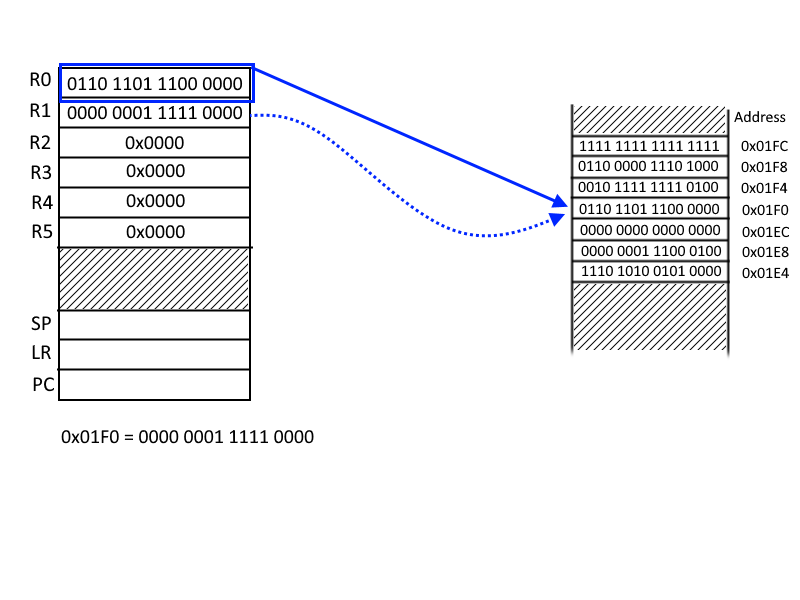 R0 0110 1101 1100 0000
R1 0000 0001 1111 0000
R2 0x0000
R3 0x0000
R4 0x0000
R5 0x0000
SP
LR
PC
0x01F0 = 0000 0001 1111 0000
Address
1111 1111 1111 1111 0x01FC
0110 0000 1110 1000 0x01F8
0010 1111 1111 0100 0x01F4
0110 1101 1100 0000 0x01F0
0000 0000 0000 0000 0x01EC
0000 0001 1100 0100 0x01E8
1110 1010 0101 0000 0x01E4